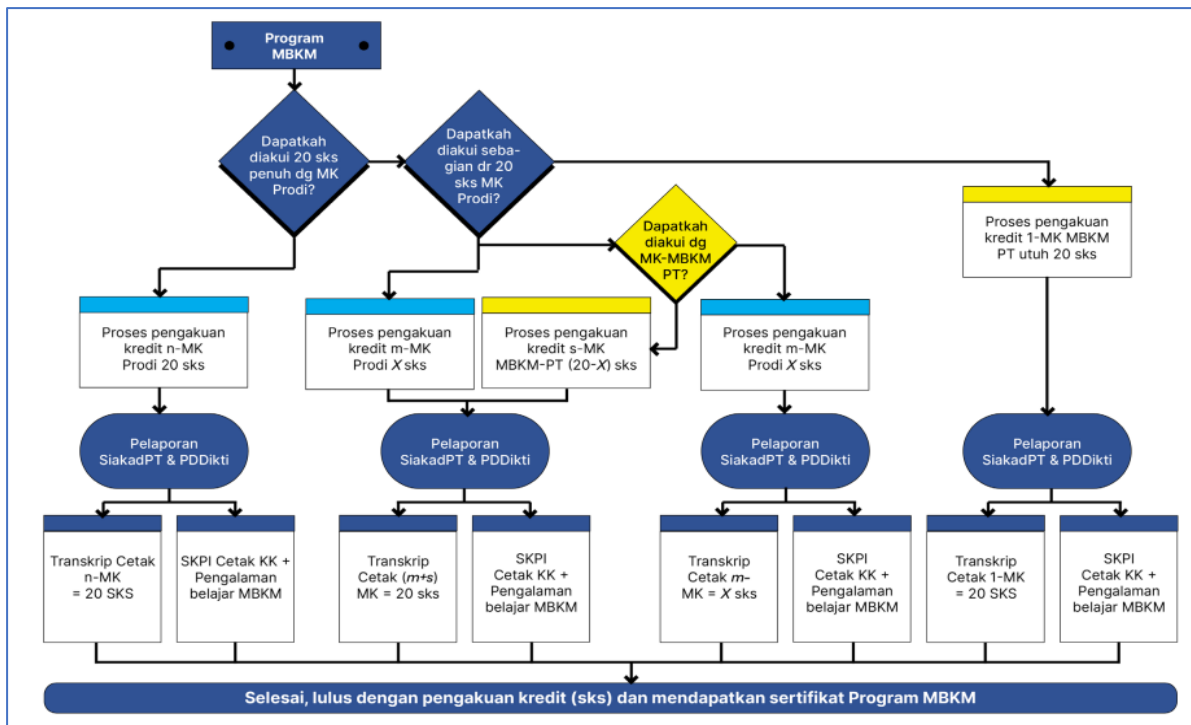 Program
MBKM
Dapatkah
diakui 20 sks
penuh dg MK
Prodi?
Dapatkah
diakui seba-
gian dr 20
sks MK
Prodi?
Dapatkah
diakui dg
MK-MBKM
PT?
Proses pengakuan
kredit 1-MK MBKM
PT utuh 20 sks
Proses pengakuan
kredit n-MK
Prodi 20 sks
Proses pengakuan
kredit m-MK
Prodi X sks
Proses pengakuan
kredit s-MK
MBKM-PT (20-X) sks
Proses pengakuan
kredit m-MK
Prodi X sks
Pelaporan
SiakadPT & PDDikti
Pelaporan
SiakadPT & PDDikti
Pelaporan
SiakadPT & PDDikti
Pelaporan
SiakadPT & PDDikti
Transkrip Cetak
n-MK
= 20 SKS
SKPI Cetak KK +
Pengalaman
belajar MBKM
Transkrip
Cetak (m+s)
MK = 20 sks
SKPI
Cetak KK +
Pengalaman
belajar MBKM
Transkrip
Cetak m-
MK = X sks
SKPI
Cetak KK +
Pengalaman
belajar MBKM
Transkrip
Cetak 1-MK
= 20 SKS
SKPI
Cetak KK +
Pengalaman
belajar MBKM
Selesai, lulus dengan pengakuan kredit (sks) dan mendapatkan sertifikat Program MBKM